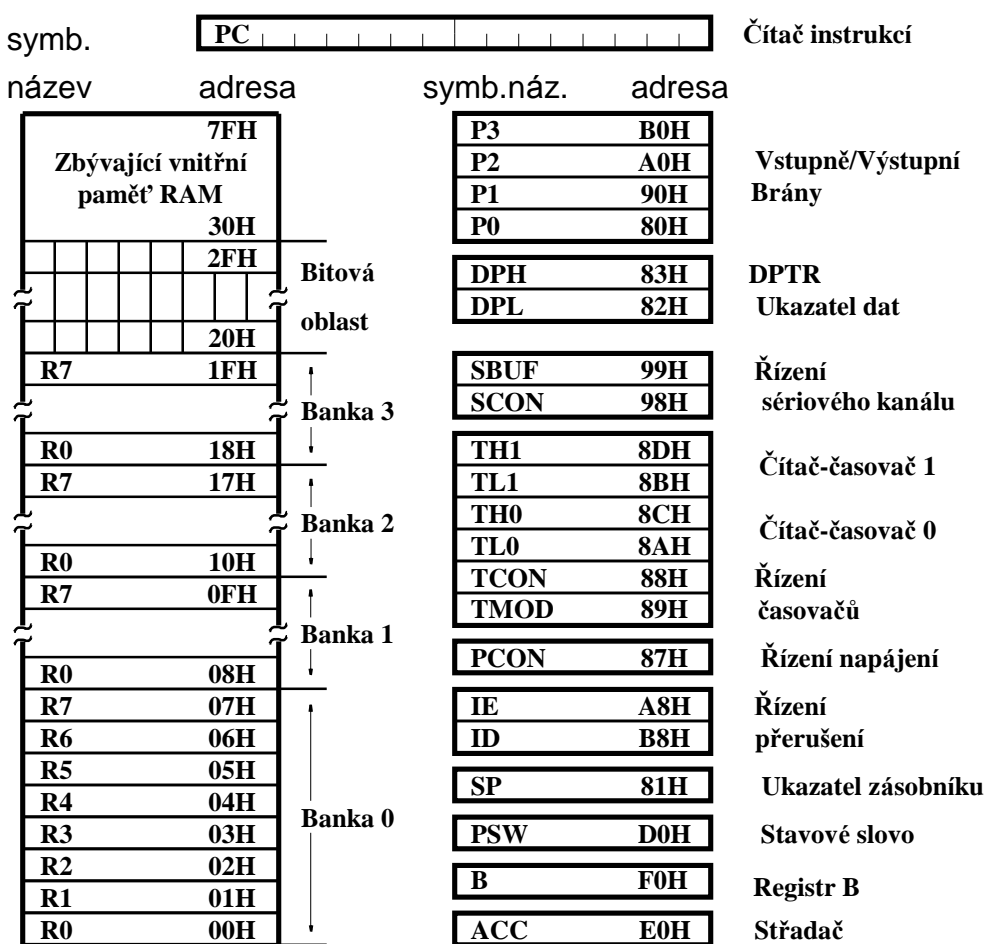 symb. PC Čítač instrukcí
název adresa symb.náz. adresa
7FH
Zbývající vnitřní
paměť RAM
30H
2FH
Bitová
oblast
20H
R7 1FH
Banka 3
R0 18H
R7 17H
Banka 2
R0 10H
R7 0FH
Banka 1
R0 08H
R7 07H
R6 06H
R5 05H
R4 04H
Banka 0
R3 03H
R2 02H
R1 01H
R0 00H
P3 B0H
P2 A0H
P1 90H
P0 80H
Vstupně/Výstupní
Brány
DPH 83H DPTR
DPL 82H Ukazatel dat
SBUF 99H Řízení
SCON 98H sériového kanálu
TH1 8DH
TL1 8BH
Čítač-časovač 1
TH0 8CH
TL0 8AH
Čítač-časovač 0
TCON 88H Řízení
TMOD 89H časovačů
PCON 87H Řízení napájení
IE A8H Řízení
ID B8H přerušení
SP 81H Ukazatel zásobníku
PSW D0H Stavové slovo
B F0H Registr B
ACC E0H Střadač